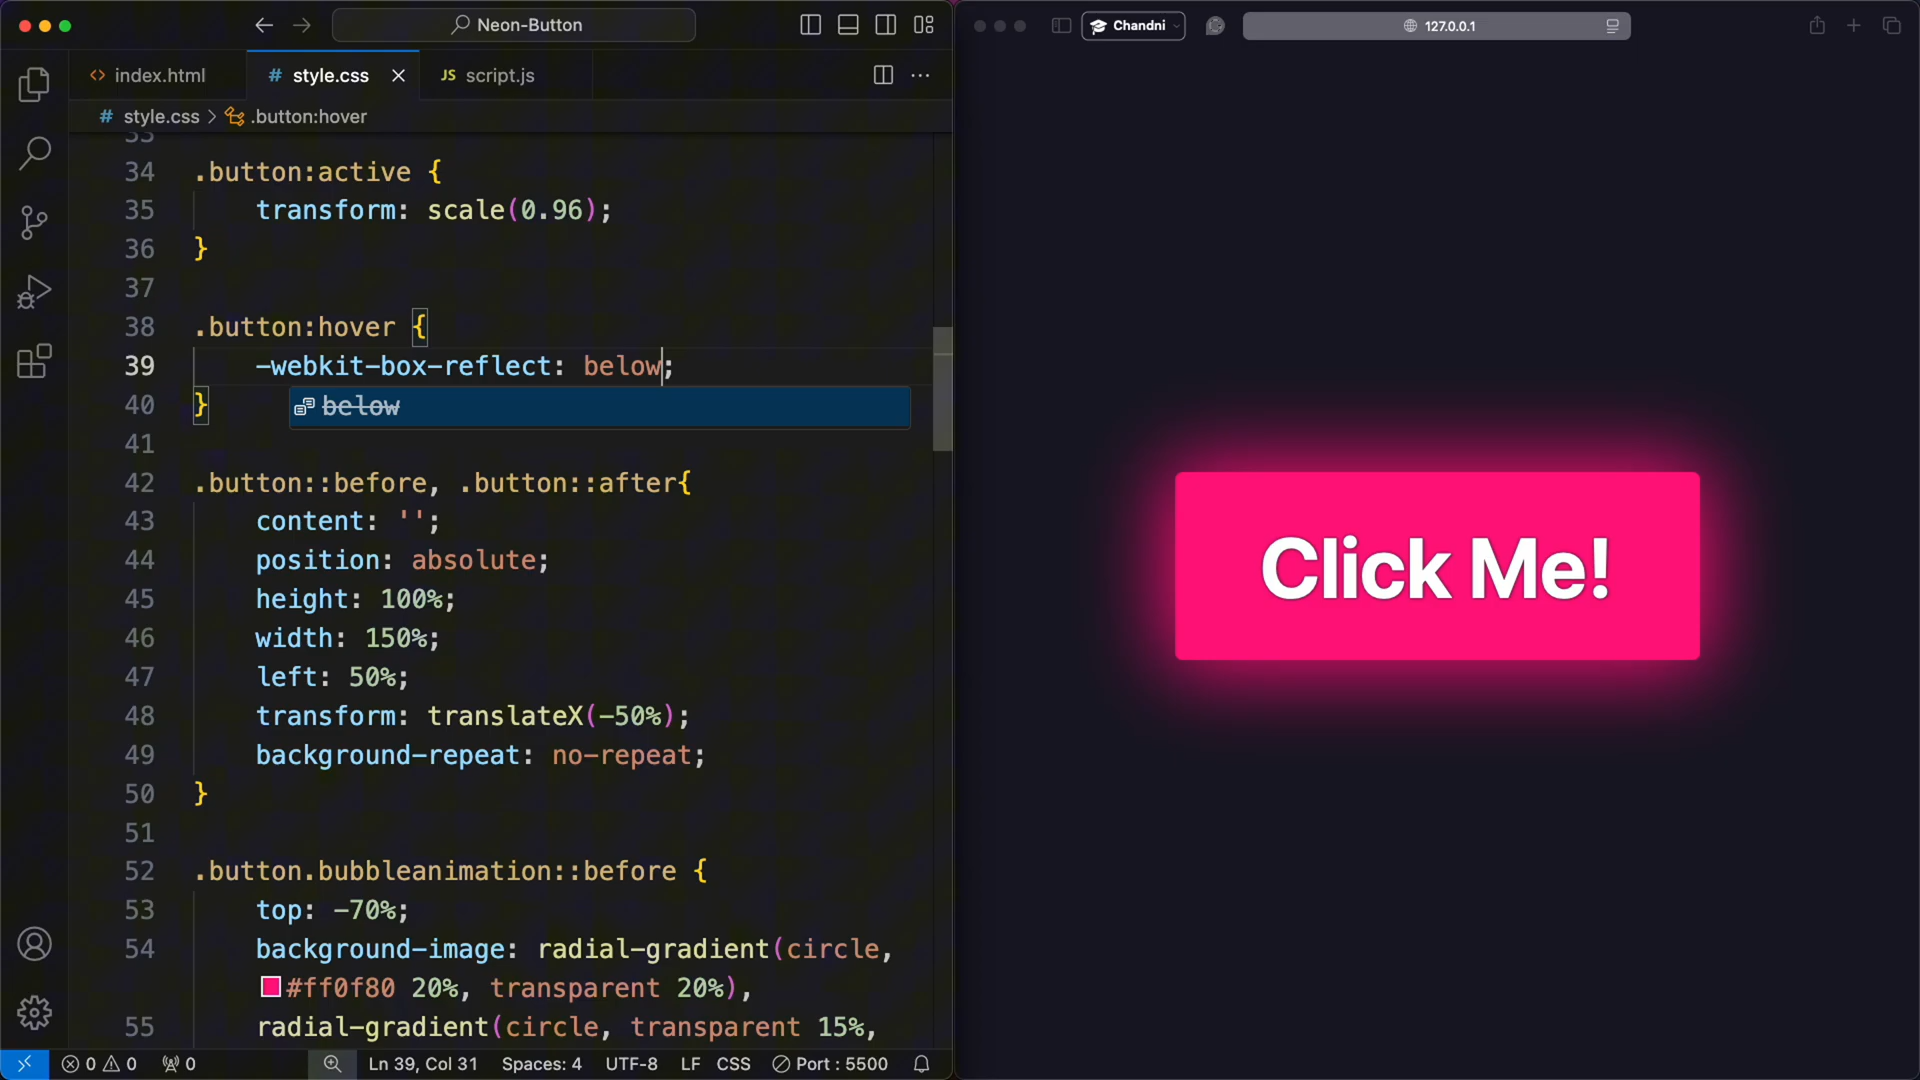 Neon-Button
index.html
# style.css
JS script.js
# style.css > .button:hover
33
34 .button:active {
35 transform: scale(0.96);
36 }
37
38 .button:hover {
39 -webkit-box-reflect: below;
below
40 }
41
42 .button::before, .button::after{
43 content: '';
44 position: absolute;
45 height: 100%;
46 width: 150%;
47 left: 50%;
48 transform: translateX(-50%);
49 background-repeat: no-repeat;
50 }
51
52 .button.bubbleanimation::before {
53 top: -70%;
54 background-image: radial-gradient(circle,
#ff0f80 20%, transparent 20%),
55 radial-gradient(circle, transparent 15%,
0 0 0 Ln 39, Col 31 Spaces: 4 UTF-8 LF CSS Port : 5500
Chandni
127.0.0.1
Click Me!